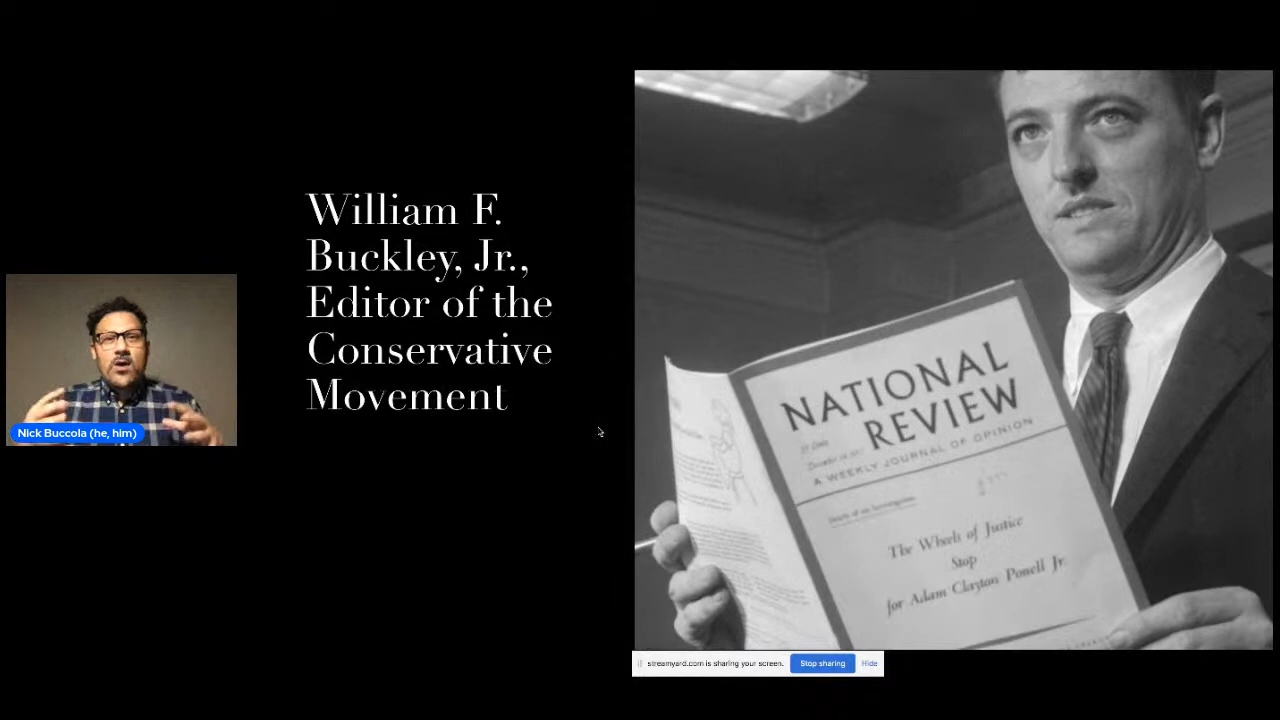 William F.
Buckley, Jr.,
Editor of the
Conservative
Movement
Nick Buccola (he, him)
NATIONAL
REVIEW
A WEEKLY JOURNAL OF OPINION
The Wheels of Justice
Stop
for Adam Clayton Powell Jr.
streamyard.com is sharing your screen.
Stop sharing
Hide